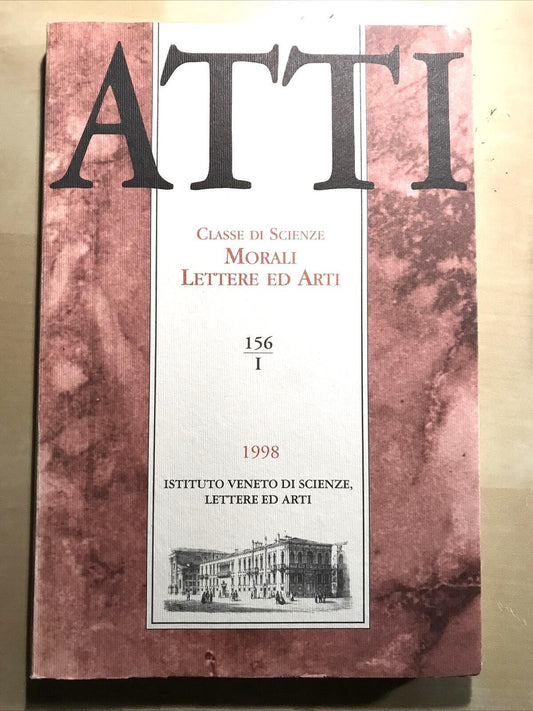 ATTI
CLASSE DI SCIENZE
MORALI
LETTERE ED ARTI
156
I
1998
ISTITUTO VENETO DI SCIENZE,
LETTERE ED ARTI